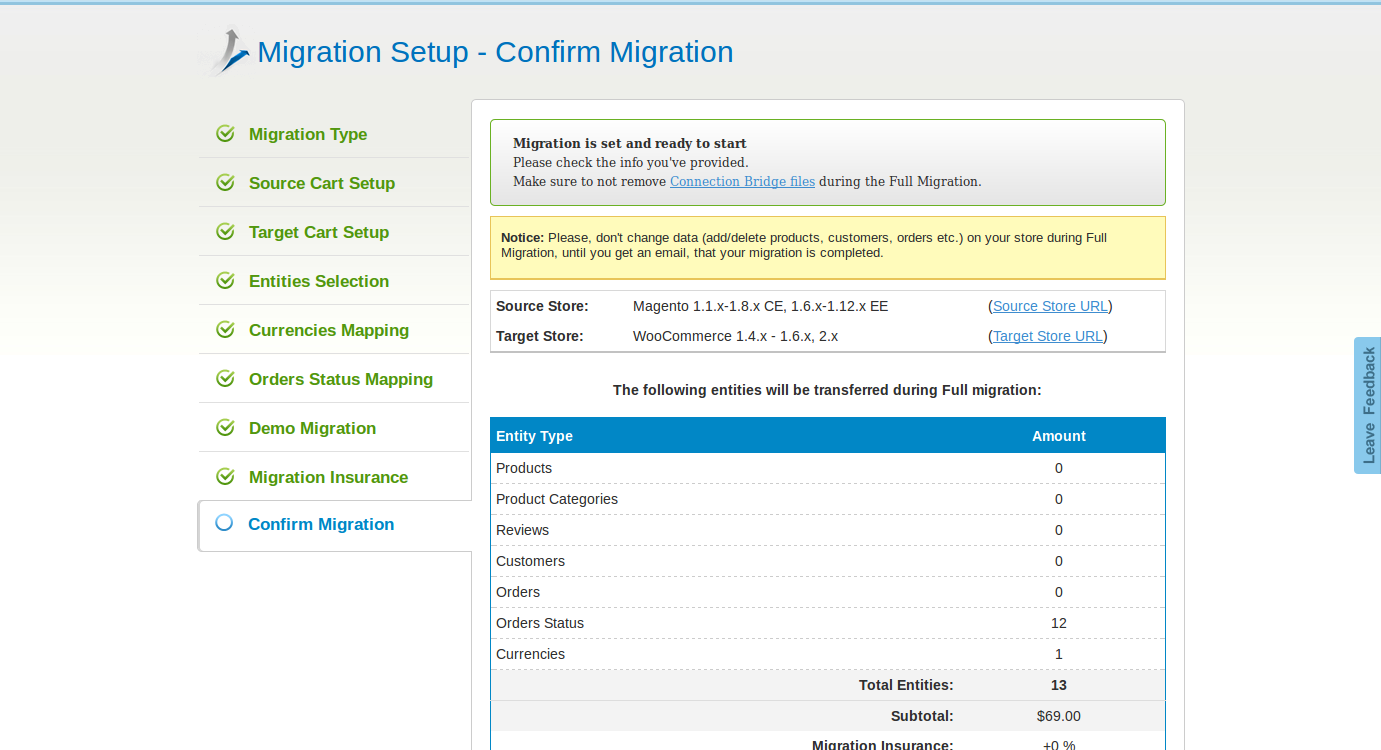 Migration Setup - Confirm Migration
Migration Type
Source Cart Setup
Target Cart Setup
Entities Selection
Currencies Mapping
Orders Status Mapping
Demo Migration
Migration Insurance
Confirm Migration
Migration is set and ready to start
Please check the info you've provided.
Make sure to not remove Connection Bridge files during the Full Migration.
Notice: Please, don't change data (add/delete products, customers, orders etc.) on your store during Full
Migration, until you get an email, that your migration is completed.
Source Store: Magento 1.1.x-1.8.x CE, 1.6.x-1.12.x EE (Source Store URL)
Target Store: WooCommerce 1.4.x - 1.6.x, 2.x (Target Store URL)
The following entities will be transferred during Full migration:
Entity Type Amount
Products 0
Product Categories 0
Reviews 0
Customers 0
Orders 0
Orders Status 12
Currencies 1
Total Entities: 13
Subtotal: $69.00
Migration Insurance: +0 %
Leave Feedback